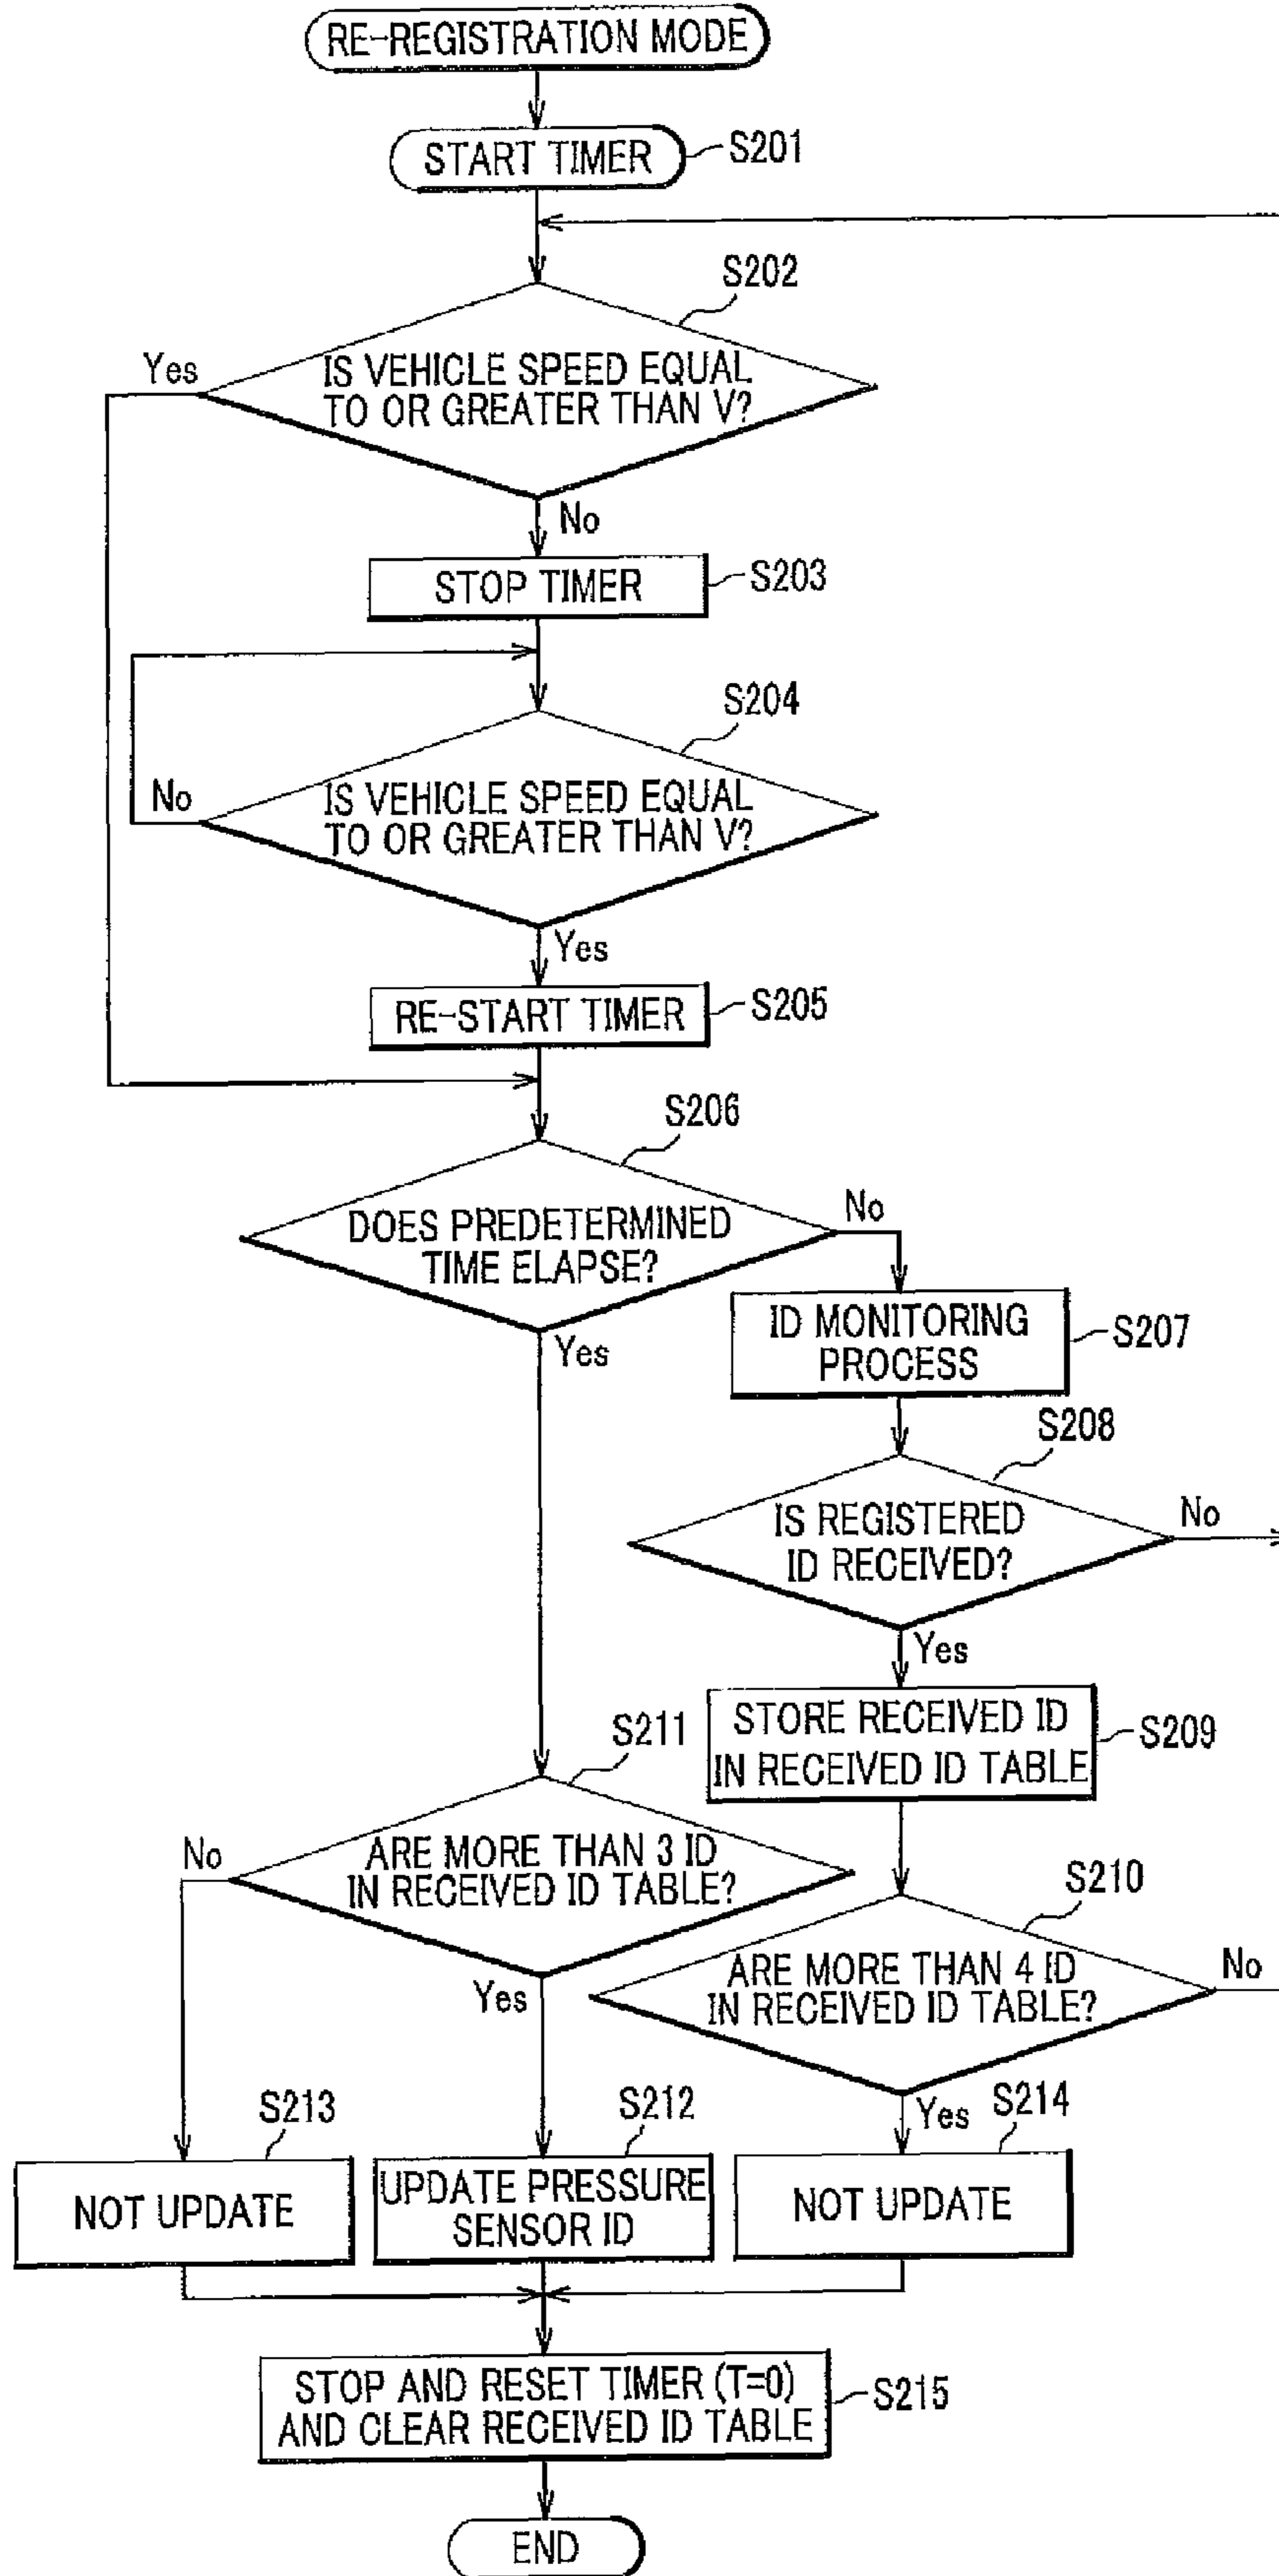 RE-REGISTRATION MODE
START TIMER
S201
S202
Yes
IS VEHICLE SPEED EQUAL
TO OR GREATER THAN V?
No
STOP TIMER
S203
S204
No
IS VEHICLE SPEED EQUAL
TO OR GREATER THAN V?
Yes
RE-START TIMER
S205
S206
No
DOES PREDETERMINED
TIME ELAPSE?
Yes
ID MONITORING
PROCESS
S207
S208
No
IS REGISTERED
ID RECEIVED?
Yes
STORE RECEIVED ID
IN RECEIVED ID TABLE
S209
S211
No
ARE MORE THAN 3 ID
IN RECEIVED ID TABLE?
Yes
S210
No
ARE MORE THAN 4 ID
IN RECEIVED ID TABLE?
Yes
S213
NOT UPDATE
S212
UPDATE PRESSURE
SENSOR ID
S214
NOT UPDATE
STOP AND RESET TIMER (T=0)
AND CLEAR RECEIVED ID TABLE
S215
END